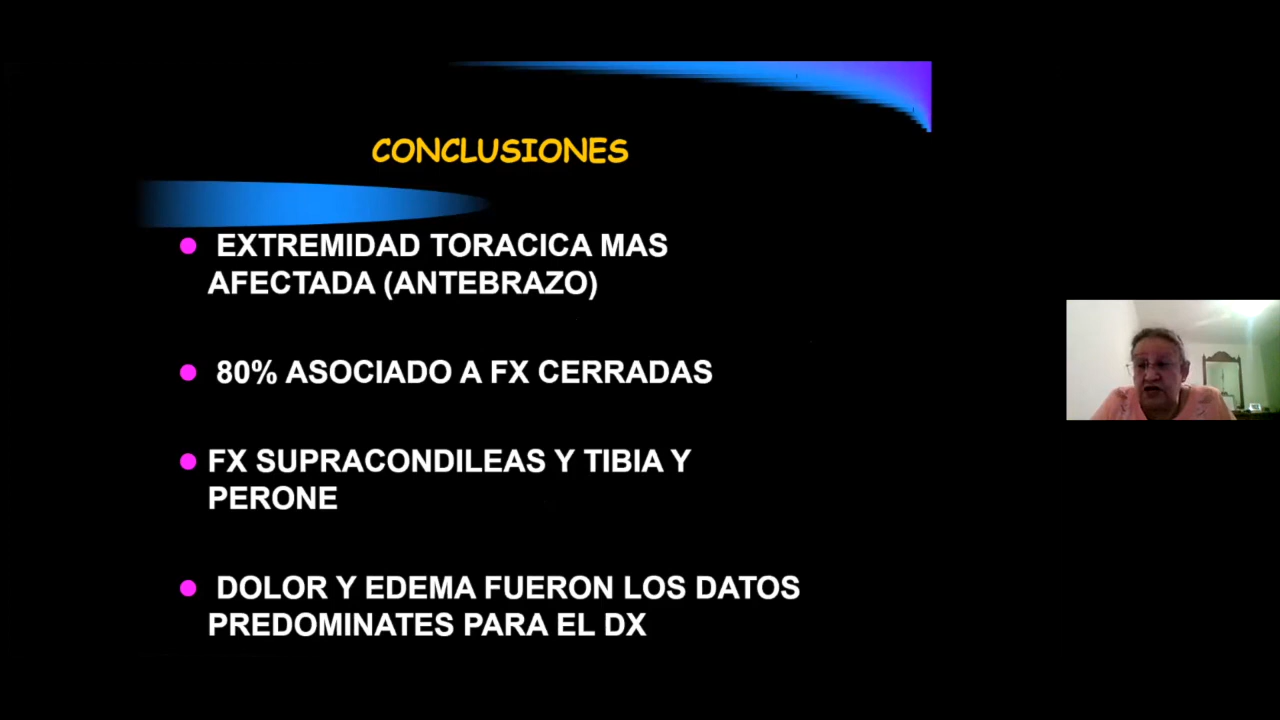 CONCLUSIONES
EXTREMIDAD TORACICA MAS
AFECTADA (ANTEBRAZO)
80% ASOCIADO A FX CERRADAS
FX SUPRACONDILEAS Y TIBIA Y
PERONE
DOLOR Y EDEMA FUERON LOS DATOS
PREDOMINATES PARA EL DX